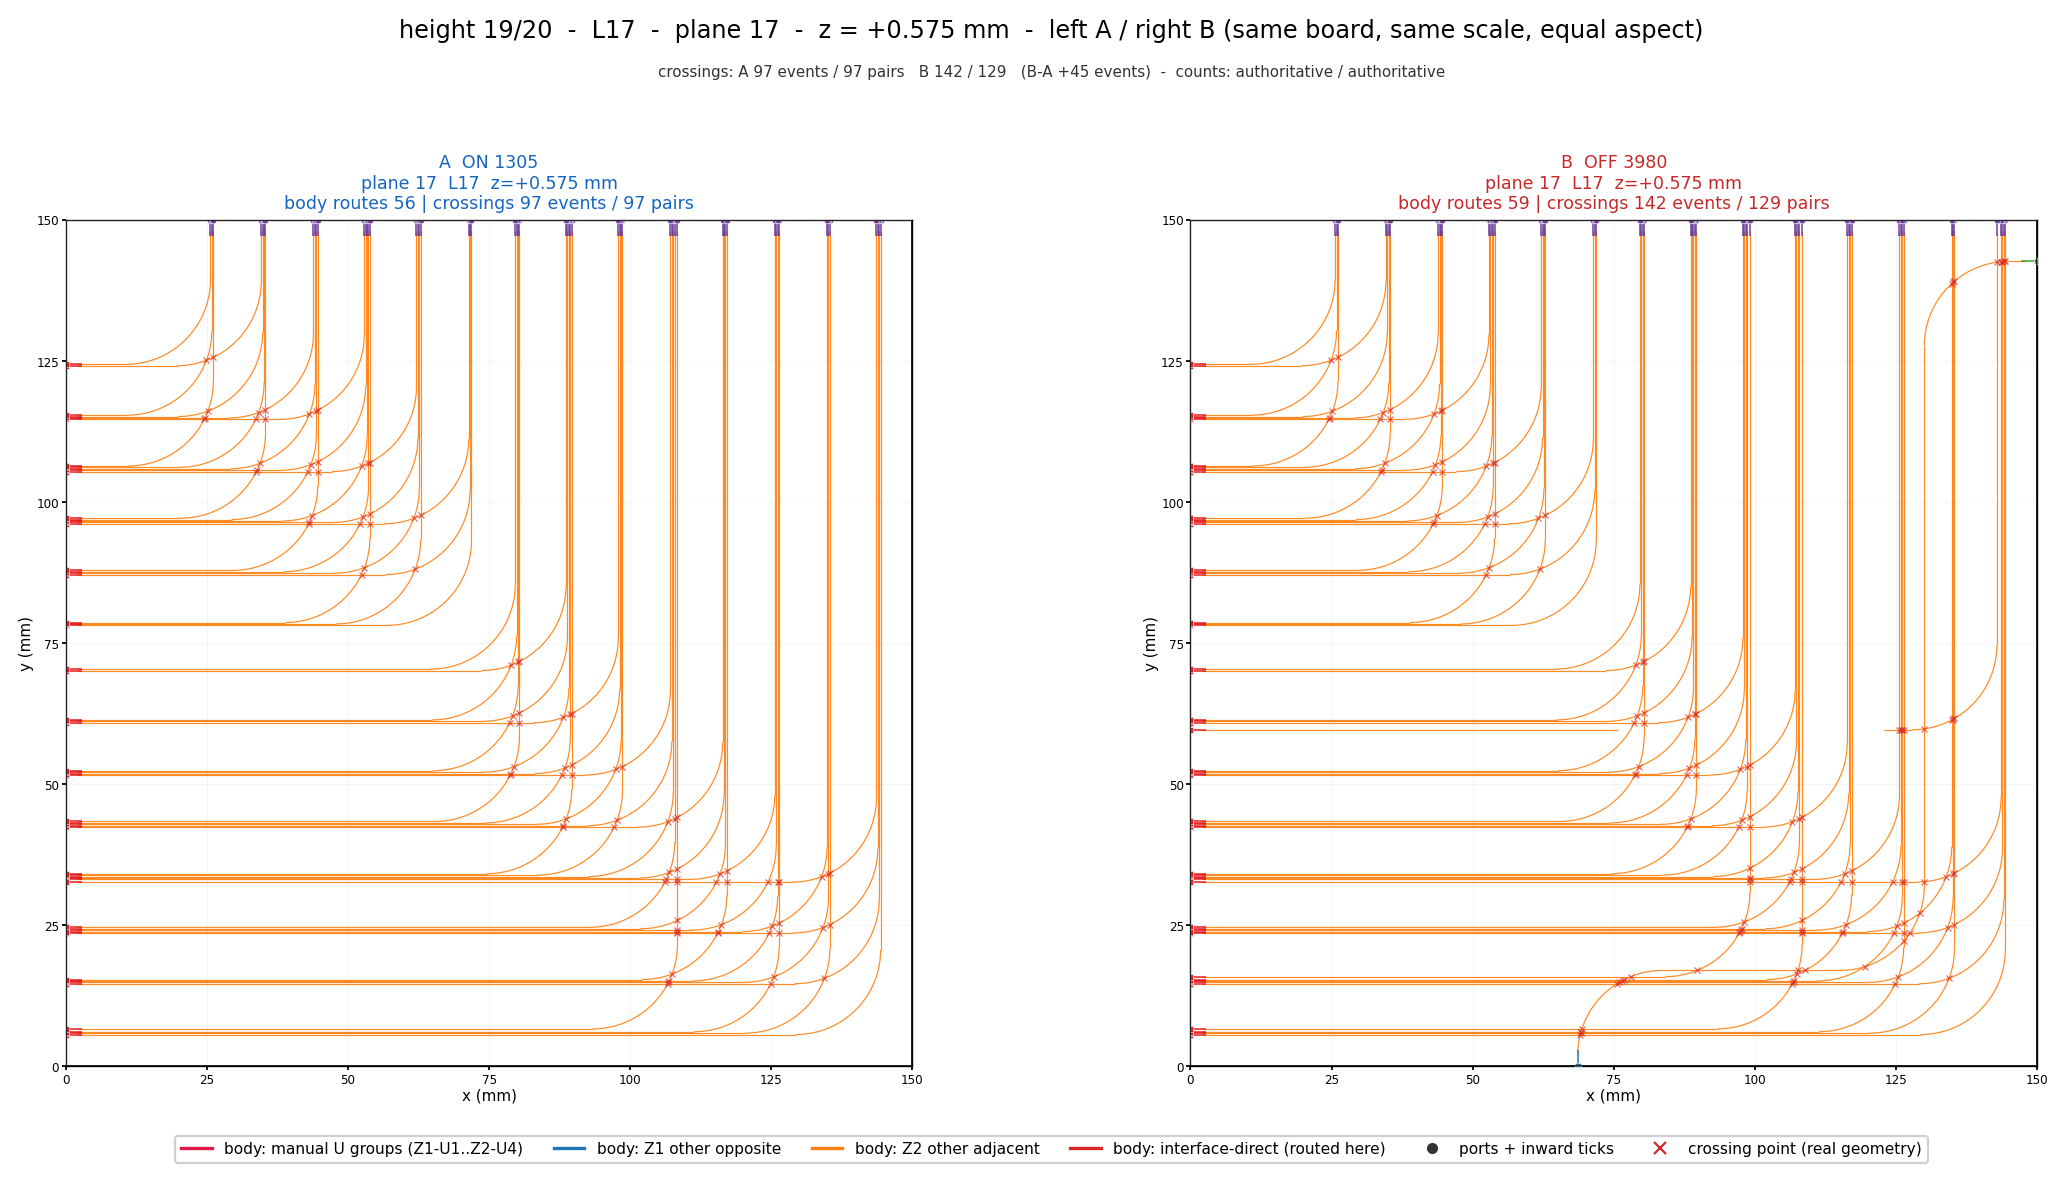 height 19/20  -  L17  -  plane 17  -  z = +0.575 mm  -  left A / right B (same board, same scale, equal aspect)
crossings: A 97 events / 97 pairs   B 142 / 129   (B-A +45 events)  -  counts: authoritative / authoritative
A  ON 1305
plane 17  L17  z=+0.575 mm
body routes 56 | crossings 97 events / 97 pairs
150
125
100
75
50
25
0
y (mm)
0 25 50 75 100 125 150
x (mm)
B  OFF 3980
plane 17  L17  z=+0.575 mm
body routes 59 | crossings 142 events / 129 pairs
150
125
100
75
50
25
0
y (mm)
0 25 50 75 100 125 150
x (mm)
body: manual U groups (Z1-U1..Z2-U4)
body: Z1 other opposite
body: Z2 other adjacent
body: interface-direct (routed here)
ports + inward ticks
crossing point (real geometry)